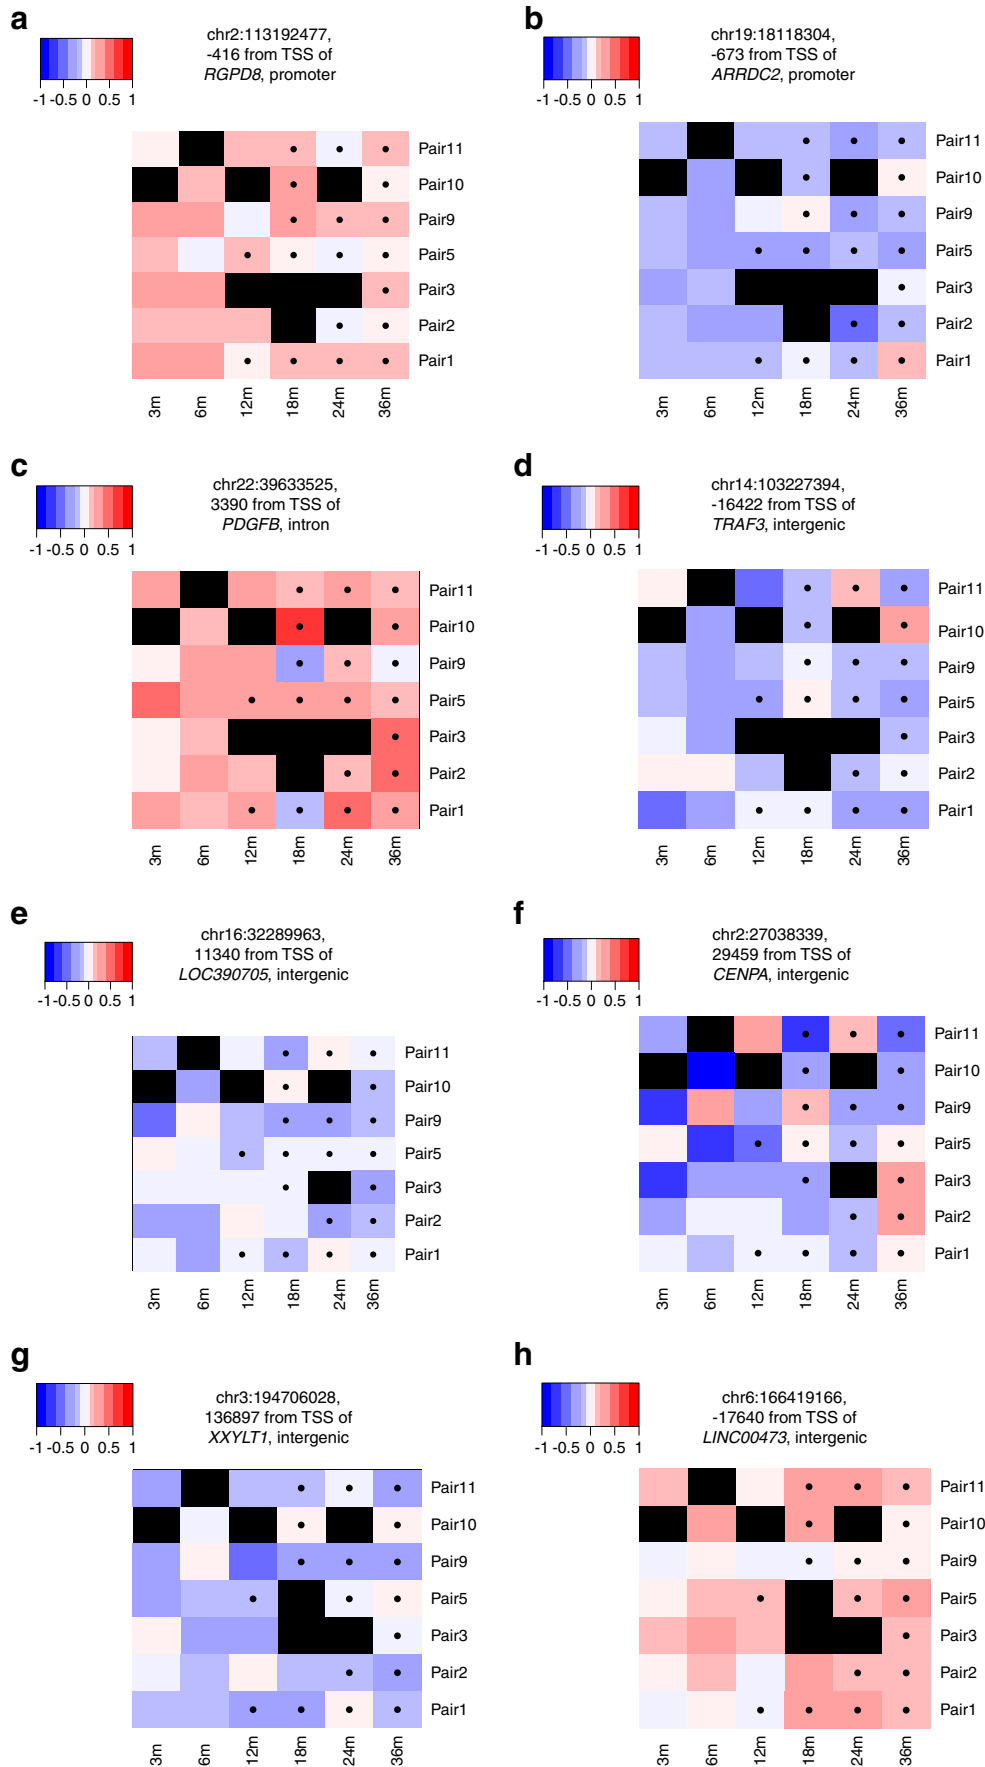 a
chr2:113192477,
-416 from TSS of
RGPD8, promoter
-1 -0.5 0 0.5 1
Pair11
Pair10
Pair9
Pair5
Pair3
Pair2
Pair1
3m 6m 12m 18m 24m 36m
b
chr19:18118304,
-673 from TSS of
ARRDC2, promoter
-1 -0.5 0 0.5 1
Pair11
Pair10
Pair9
Pair5
Pair3
Pair2
Pair1
3m 6m 12m 18m 24m 36m
c
chr22:39633525,
3390 from TSS of
PDGFB, intron
-1 -0.5 0 0.5 1
Pair11
Pair10
Pair9
Pair5
Pair3
Pair2
Pair1
3m 6m 12m 18m 24m 36m
d
chr14:103227394,
-16422 from TSS of
TRAF3, intergenic
-1 -0.5 0 0.5 1
Pair11
Pair10
Pair9
Pair5
Pair3
Pair2
Pair1
3m 6m 12m 18m 24m 36m
e
chr16:32289963,
11340 from TSS of
LOC390705, intergenic
-1 -0.5 0 0.5 1
Pair11
Pair10
Pair9
Pair5
Pair3
Pair2
Pair1
3m 6m 12m 18m 24m 36m
f
chr2:27038339,
29459 from TSS of
CENPA, intergenic
-1 -0.5 0 0.5 1
Pair11
Pair10
Pair9
Pair5
Pair3
Pair2
Pair1
3m 6m 12m 18m 24m 36m
g
chr3:194706028,
136897 from TSS of
XXYLT1, intergenic
-1 -0.5 0 0.5 1
Pair11
Pair10
Pair9
Pair5
Pair3
Pair2
Pair1
3m 6m 12m 18m 24m 36m
h
chr6:166419166,
-17640 from TSS of
LINC00473, intergenic
-1 -0.5 0 0.5 1
Pair11
Pair10
Pair9
Pair5
Pair3
Pair2
Pair1
3m 6m 12m 18m 24m 36m